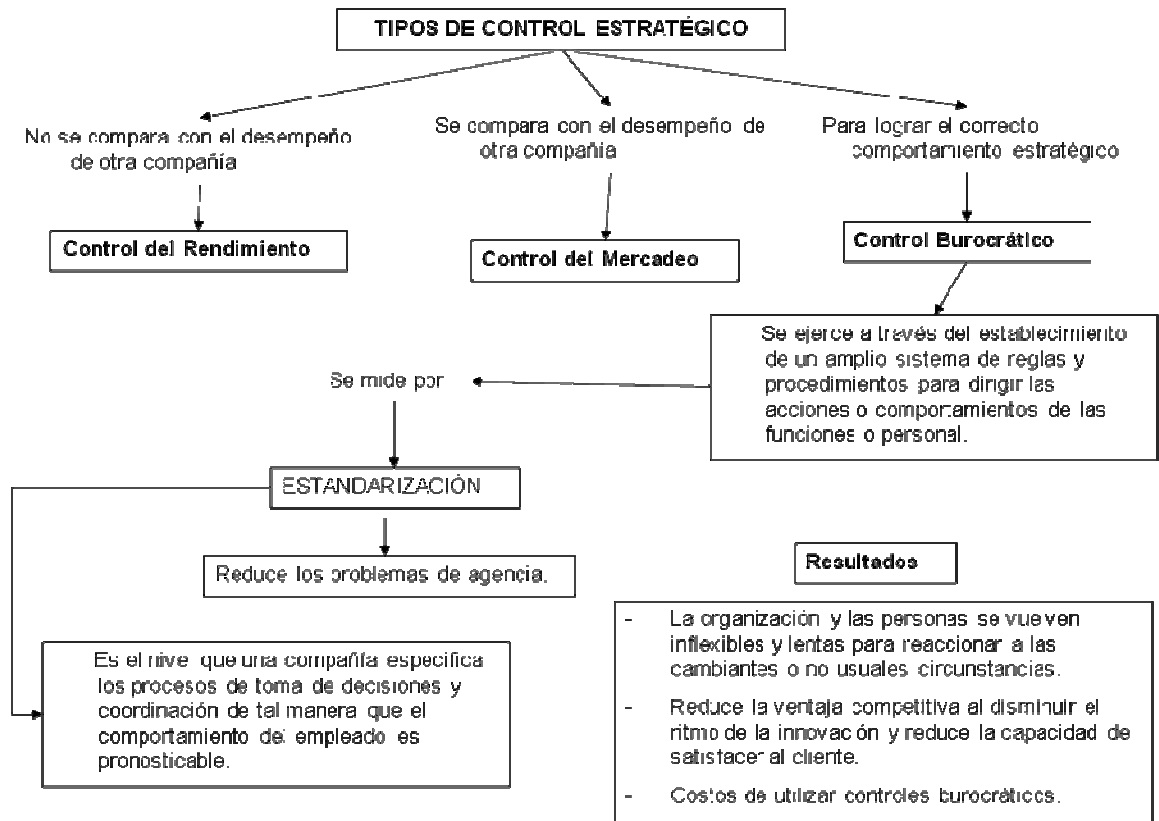 TIPOS DE CONTROL ESTRATÉGICO
No se compara con el desempeño
de otra compañía
Se compara con el desempeño de
otra compañia
Para lograr el correcto
comportamiento estratégico
Control del Rendimiento
Control del Mercadeo
Control Burocrático
Se ejerce a través del establecimiento
de un amplio sistema de reglas y
procedimientos para dirigir las
acciones o comportamientos de las
funciones o personal.
Se mide por
ESTANDARIZACIÓN
Reduce los problemas de agencia.
Es el nivel que una compañía especifica
los procesos de toma de decisiones y
coordinación de tal manera que el
comportamiento del empleado es
pronosticable.
Resultados
- La organización y las personas se vueven
inflexibles y lentas para reaccionar a las
cambiantes o no usuales circunstancias.
- Reduce la ventaja competitiva al disminuir el
ritmo de la innovación y reduce la capacidad de
satisfacer al cliente.
- Costos de utilizar controles burocráticos.